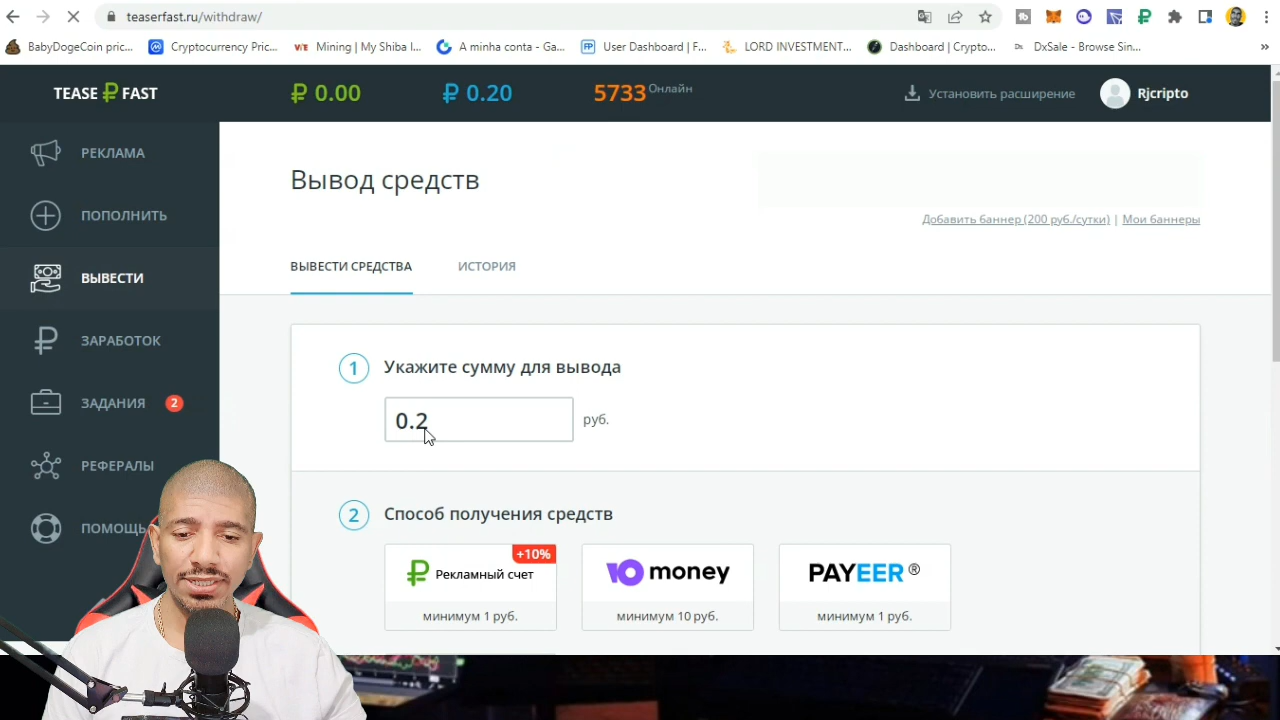 teaserfast.ru/withdraw/
BabyDogeCoin pric...
Cryptocurrency Pric...
Mining | My Shiba I...
A minha conta - Ga...
User Dashboard | F...
LORD INVESTMENT...
Dashboard | Crypto...
DxSale - Browse Sin...
TEASE ₽ FAST
₽ 0.00
₽ 0.20
5733 Онлайн
Установить расширение
Rjcripto
РЕКЛАМА
ПОПОЛНИТЬ
ВЫВЕСТИ
ЗАРАБОТОК
ЗАДАНИЯ 2
РЕФЕРАЛЫ
ПОМОЩЬ
Вывод средств
Добавить баннер (200 руб./сутки) | Мои баннеры
ВЫВЕСТИ СРЕДСТВА
ИСТОРИЯ
1 Укажите сумму для вывода
0.2 руб.
2 Способ получения средств
+10%
₽ Рекламный счет
минимум 1 руб.
Ю money
минимум 10 руб.
PAYEER ®
минимум 1 руб.